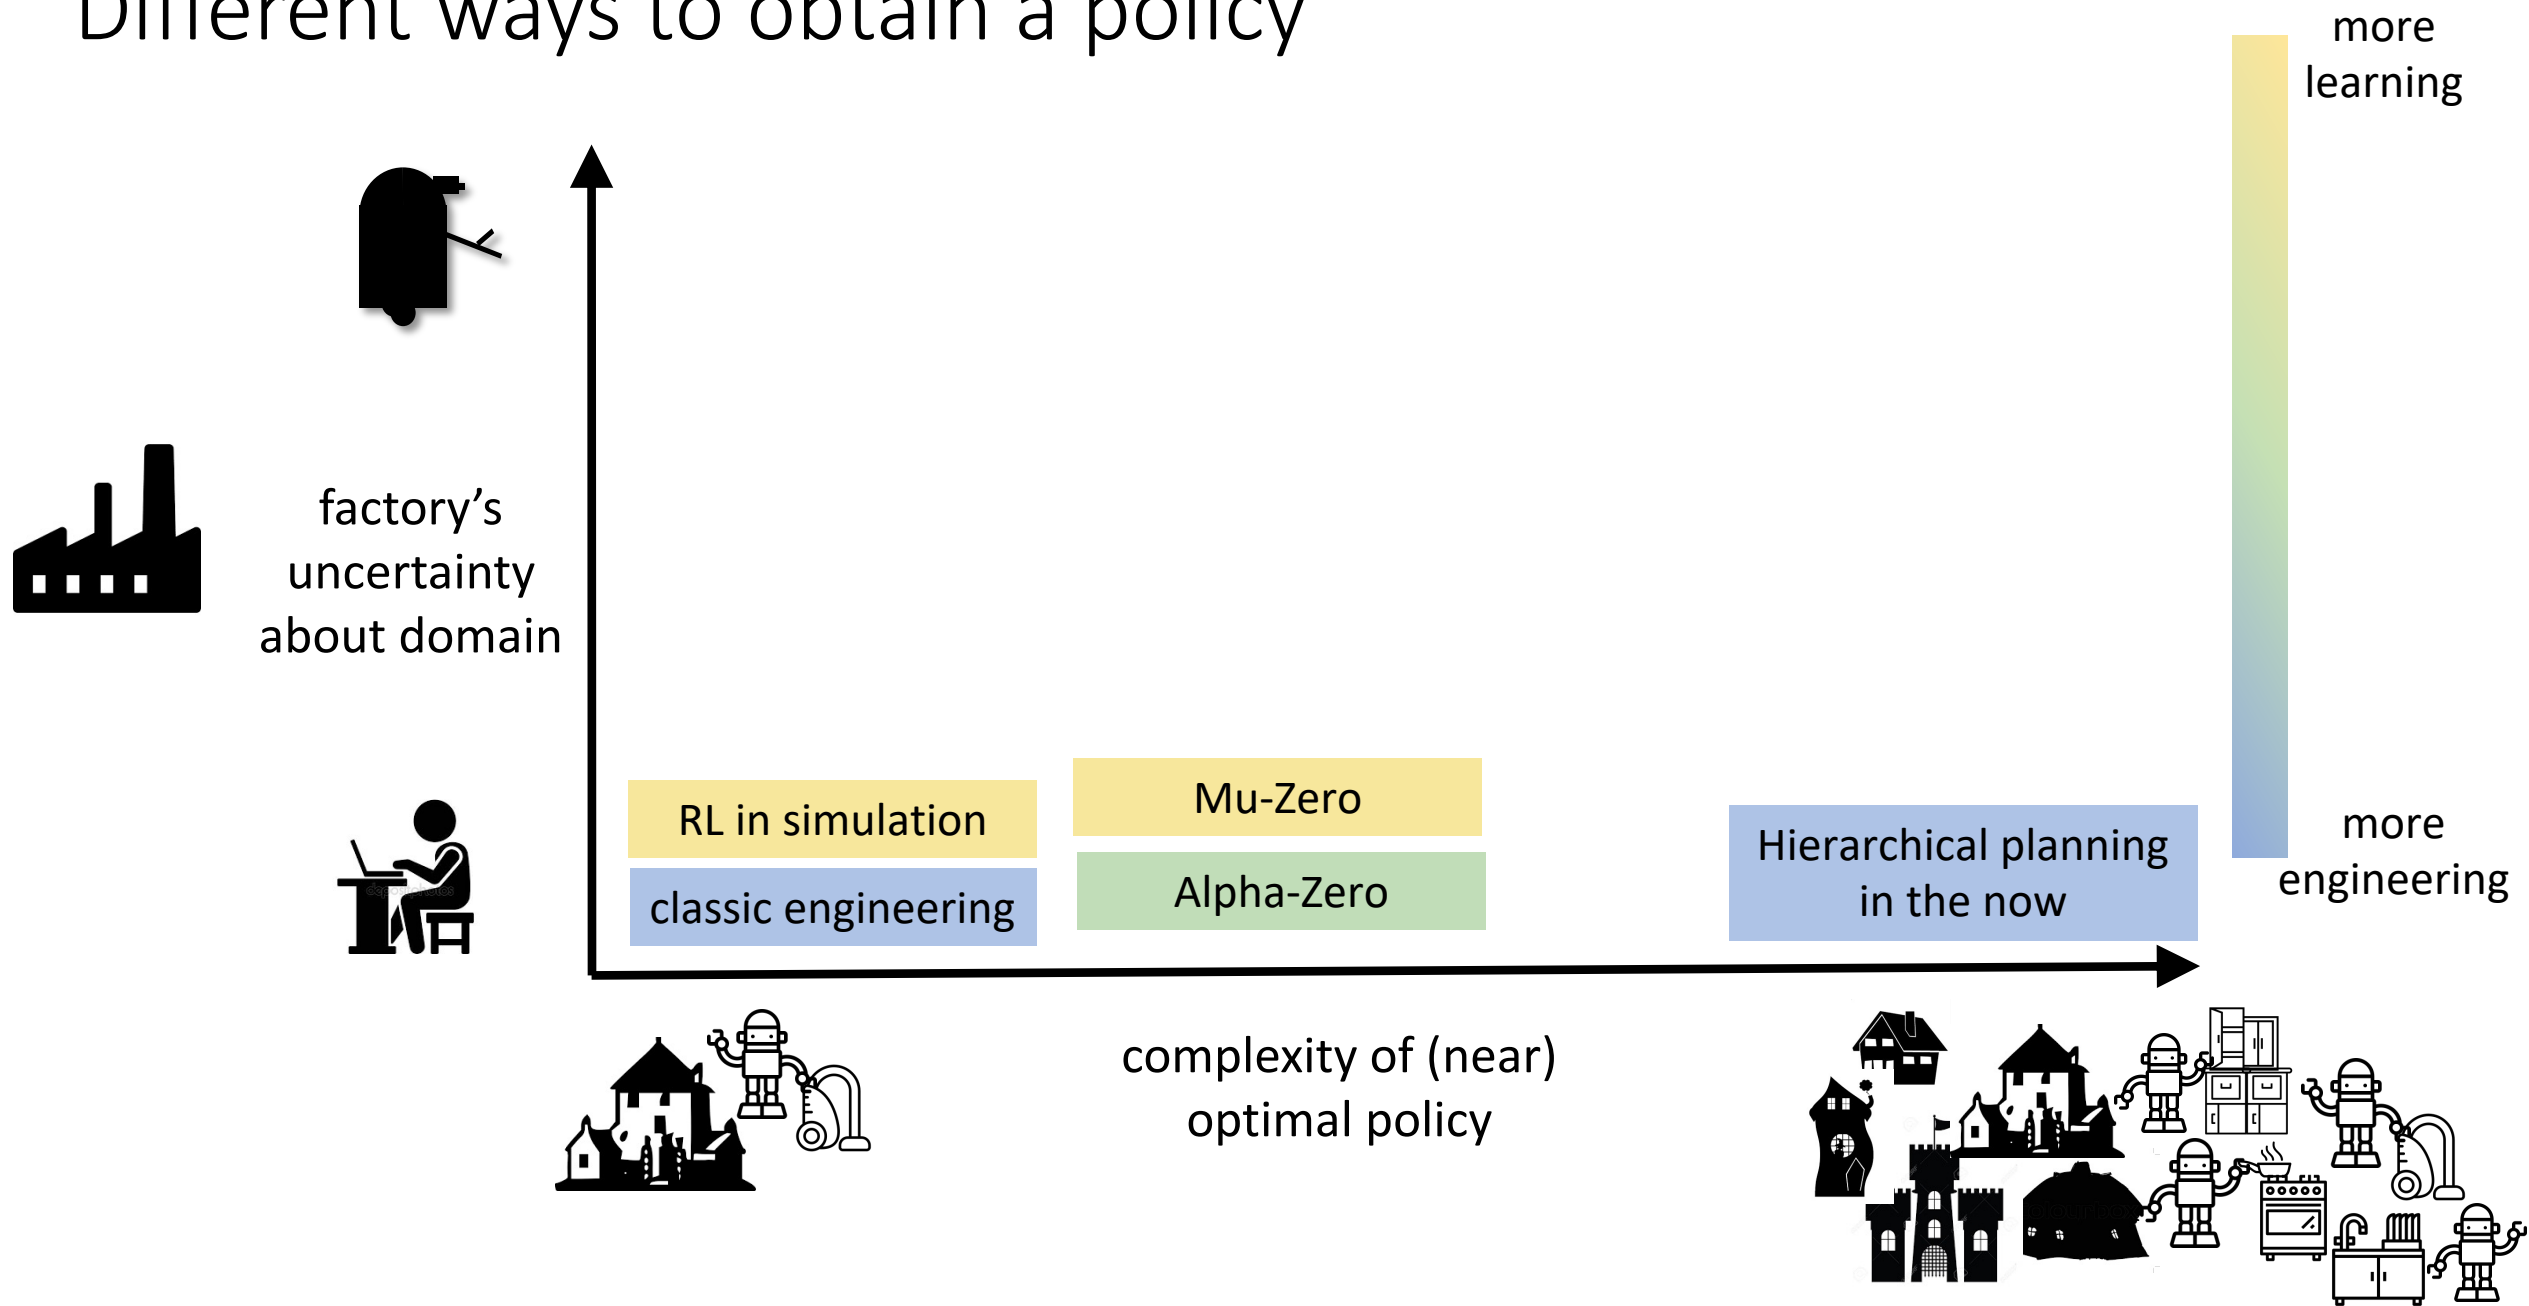 Different ways to obtain a policy
more
learning
factory’s
uncertainty
about domain
RL in simulation
classic engineering
Mu-Zero
Alpha-Zero
Hierarchical planning
in the now
more
engineering
complexity of (near)
optimal policy
depositphotos